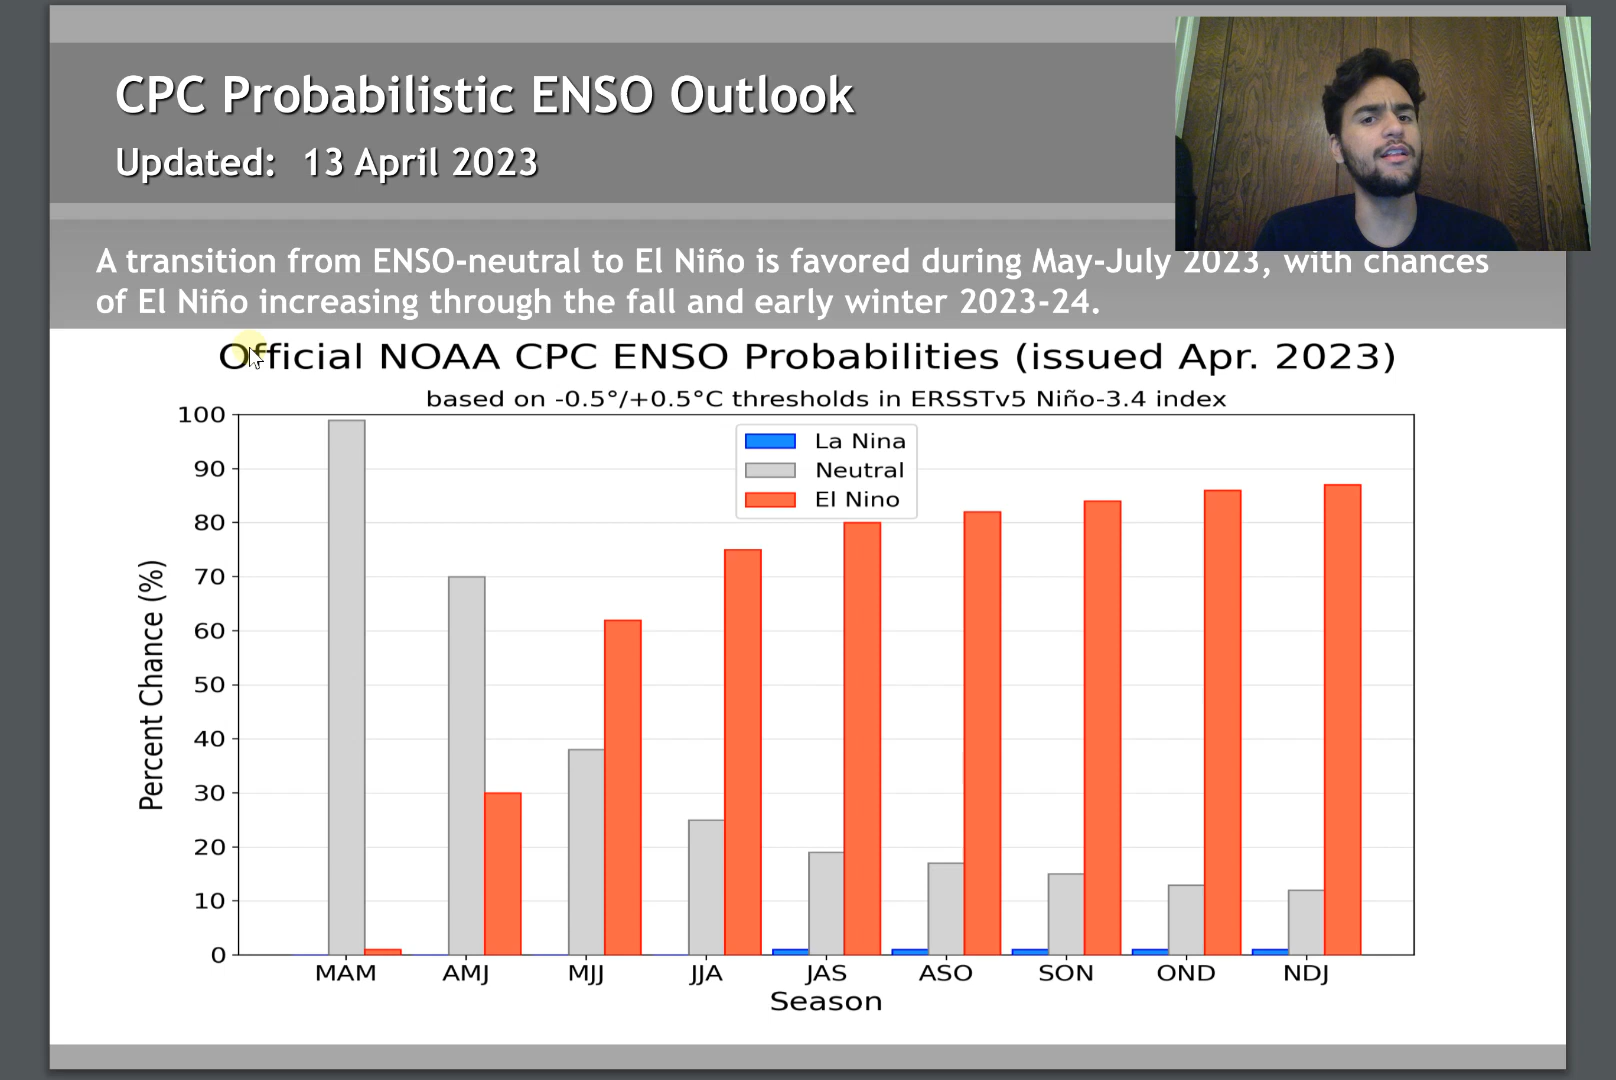 CPC Probabilistic ENSO Outlook
Updated: 13 April 2023
A transition from ENSO-neutral to El Niño is favored during May-July 2023, with chances
of El Niño increasing through the fall and early winter 2023-24.
Official NOAA CPC ENSO Probabilities (issued Apr. 2023)
based on -0.5°/+0.5°C thresholds in ERSSTv5 Niño-3.4 index
La Nina
Neutral
El Nino
Percent Chance (%)
100
90
80
70
60
50
40
30
20
10
0
MAM AMJ MJJ JJA JAS ASO SON OND NDJ
Season